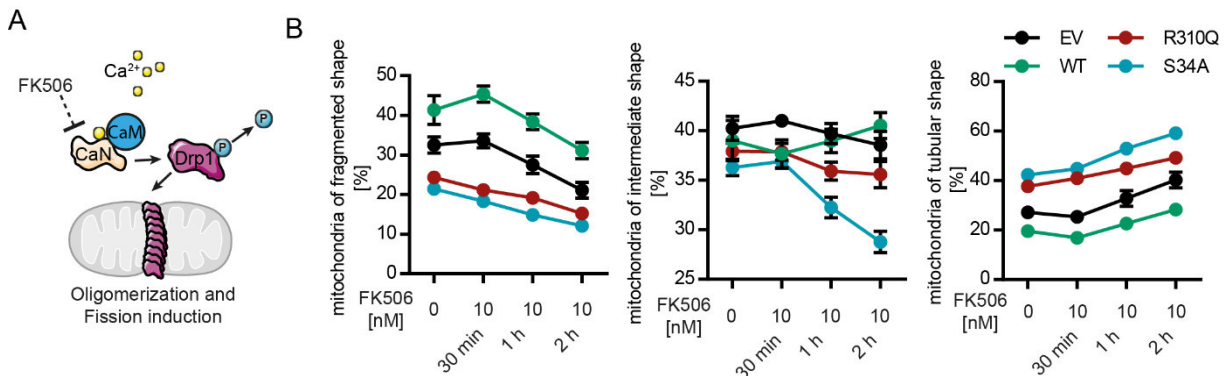 A
Ca2+
FK506
CaM
CaN
Drp1
P
P
Oligomerization and
Fission induction
B
EV
R310Q
WT
S34A
mitochondria of fragmented shape
[%]
50
40
30
20
10
0
FK506
[nM]
0
10
10
10
30 min
1 h
2 h
mitochondria of intermediate shape
[%]
45
40
35
30
25
FK506
[nM]
0
10
10
10
30 min
1 h
2 h
mitochondria of tubular shape
[%]
80
60
40
20
0
FK506
[nM]
0
10
10
10
30 min
1 h
2 h